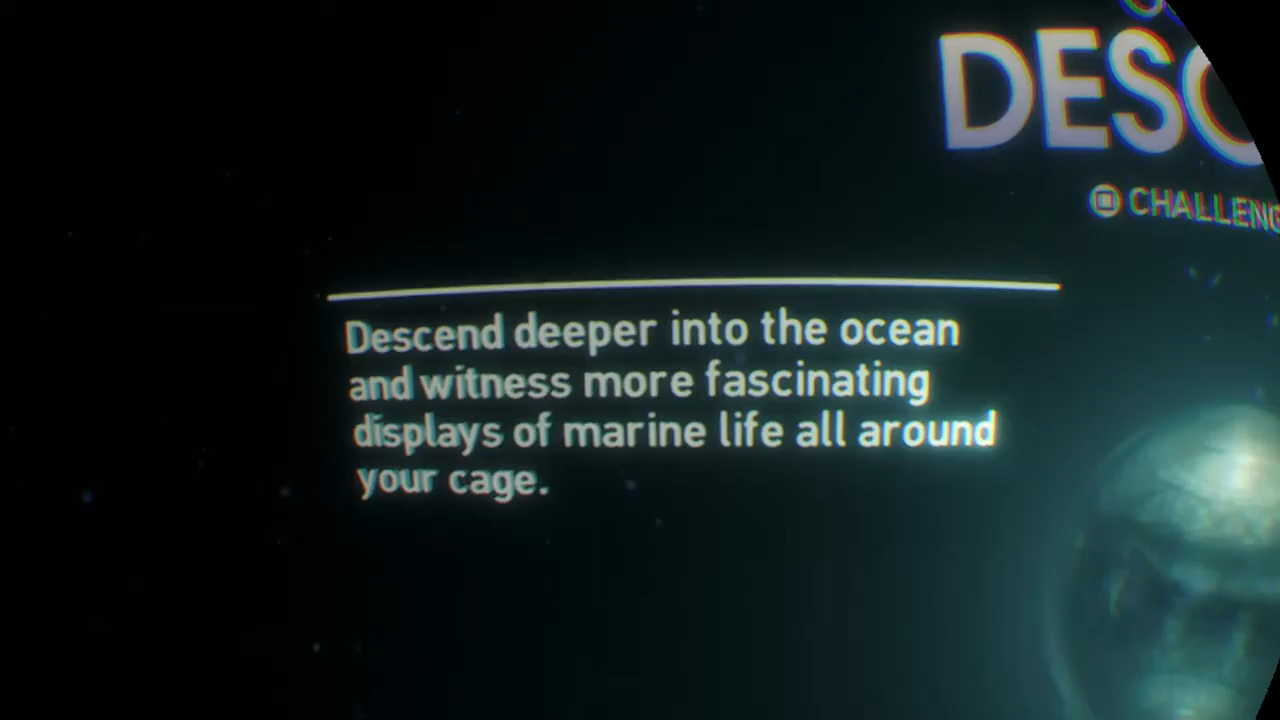 DESC
CHALLENG
Descend deeper into the ocean
and witness more fascinating
displays of marine life all around
your cage.